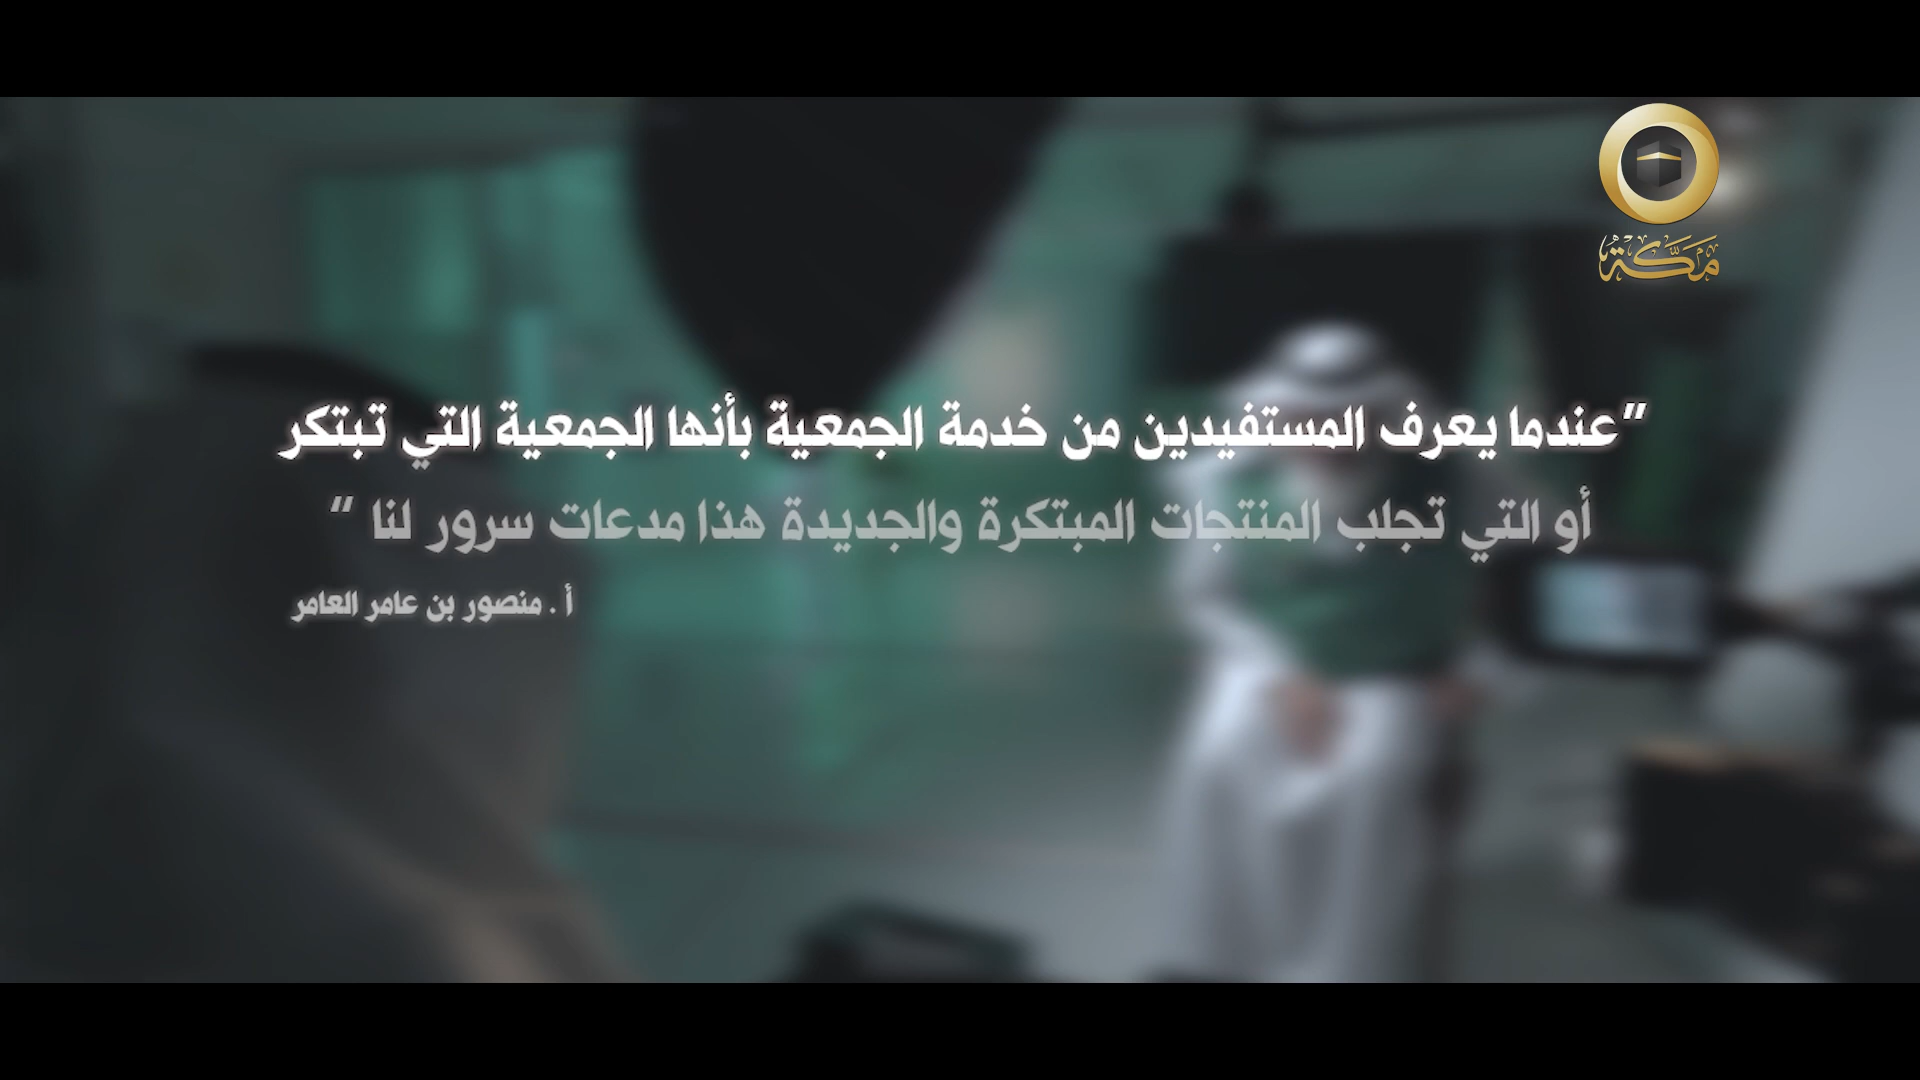 مكة
”عندما يعرف المستفيدين من خدمة الجمعية بأنها الجمعية التي تبتكر
أو التي تجلب المنتجات المبتكرة والجديدة هذا مدعات سرور لنا “
أ . منصور بن عامر العامر